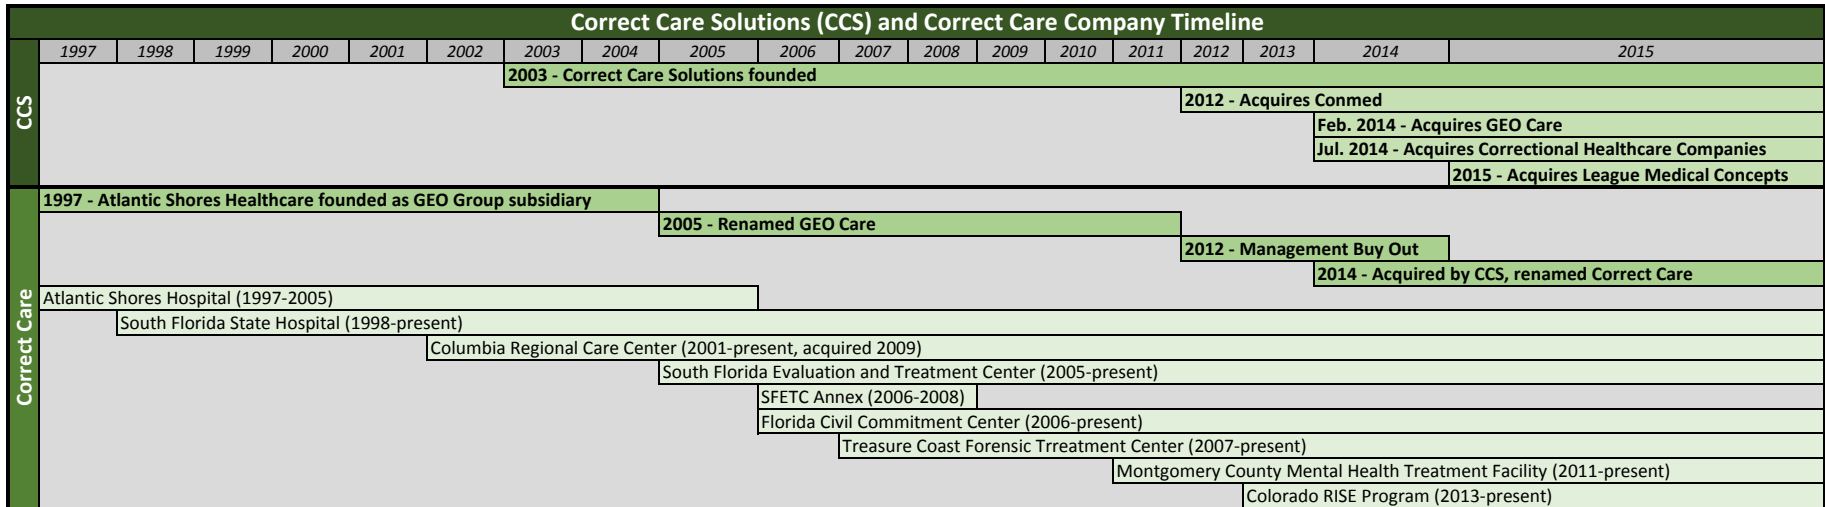 Correct Care Solutions (CCS) and Correct Care Company Timeline
1997 1998 1999 2000 2001 2002 2003 2004 2005 2006 2007 2008 2009 2010 2011 2012 2013 2014 2015
CCS
2003 - Correct Care Solutions founded
2012 - Acquires Conmed
Feb. 2014 - Acquires GEO Care
Jul. 2014 - Acquires Correctional Healthcare Companies
2015 - Acquires League Medical Concepts
Correct Care
1997 - Atlantic Shores Healthcare founded as GEO Group subsidiary
2005 - Renamed GEO Care
2012 - Management Buy Out
2014 - Acquired by CCS, renamed Correct Care
Atlantic Shores Hospital (1997-2005)
South Florida State Hospital (1998-present)
Columbia Regional Care Center (2001-present, acquired 2009)
South Florida Evaluation and Treatment Center (2005-present)
SFETC Annex (2006-2008)
Florida Civil Commitment Center (2006-present)
Treasure Coast Forensic Trreatment Center (2007-present)
Montgomery County Mental Health Treatment Facility (2011-present)
Colorado RISE Program (2013-present)